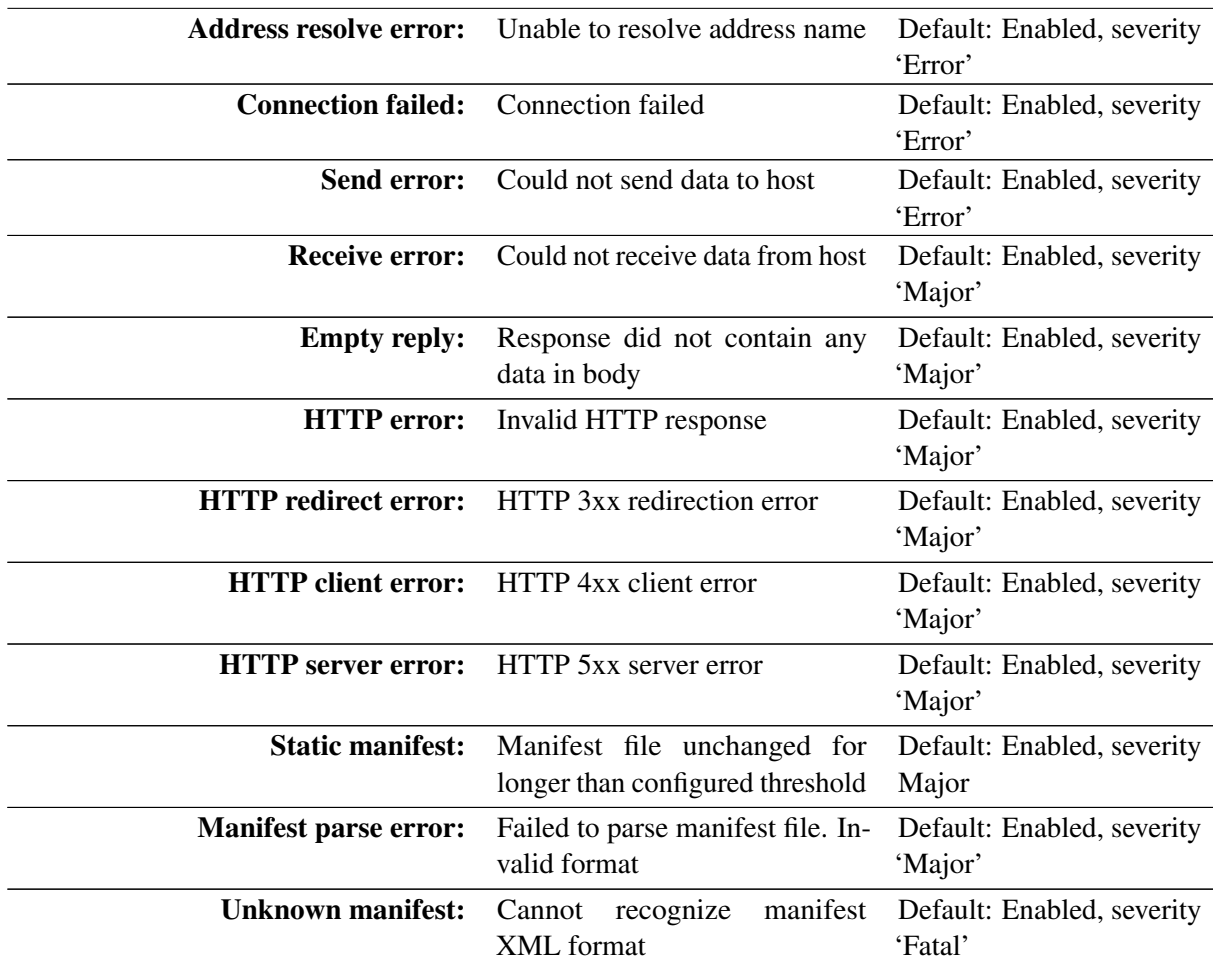 Address resolve error: Unable to resolve address name Default: Enabled, severity
‘Error’
Connection failed: Connection failed Default: Enabled, severity
‘Error’
Send error: Could not send data to host Default: Enabled, severity
‘Error’
Receive error: Could not receive data from host Default: Enabled, severity
‘Major’
Empty reply: Response did not contain any Default: Enabled, severity
data in body ‘Major’
HTTP error: Invalid HTTP response Default: Enabled, severity
‘Major’
HTTP redirect error: HTTP 3xx redirection error Default: Enabled, severity
‘Major’
HTTP client error: HTTP 4xx client error Default: Enabled, severity
‘Major’
HTTP server error: HTTP 5xx server error Default: Enabled, severity
‘Major’
Static manifest: Manifest file unchanged for Default: Enabled, severity
longer than configured threshold Major
Manifest parse error: Failed to parse manifest file. In- Default: Enabled, severity
valid format ‘Major’
Unknown manifest: Cannot recognize manifest Default: Enabled, severity
XML format ‘Fatal’